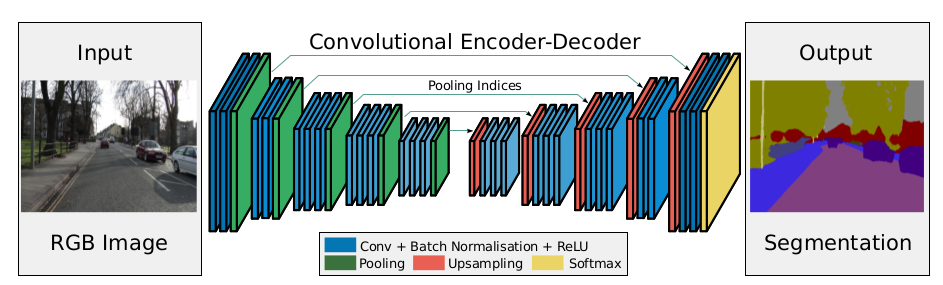 Input
RGB Image
Convolutional Encoder-Decoder
Pooling Indices
Conv + Batch Normalisation + ReLU
Pooling Upsampling Softmax
Output
Segmentation